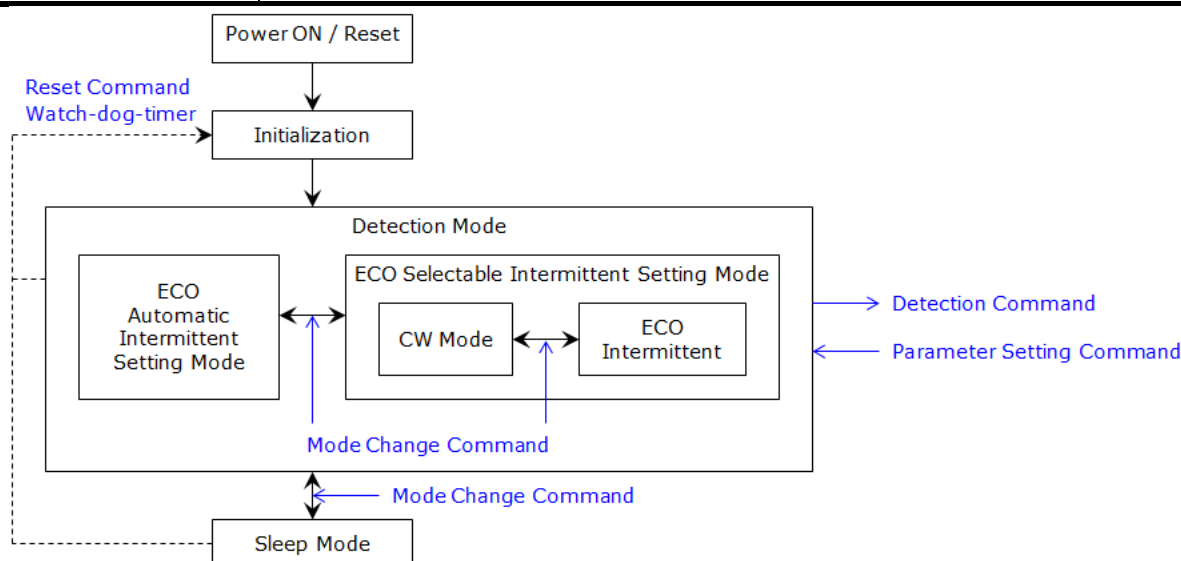 Power ON / Reset
Reset Command
Watch-dog-timer
Initialization
Detection Mode
ECO
Automatic
Intermittent
Setting Mode
ECO Selectable Intermittent Setting Mode
CW Mode
ECO
Intermittent
Detection Command
Parameter Setting Command
Mode Change Command
Mode Change Command
Sleep Mode